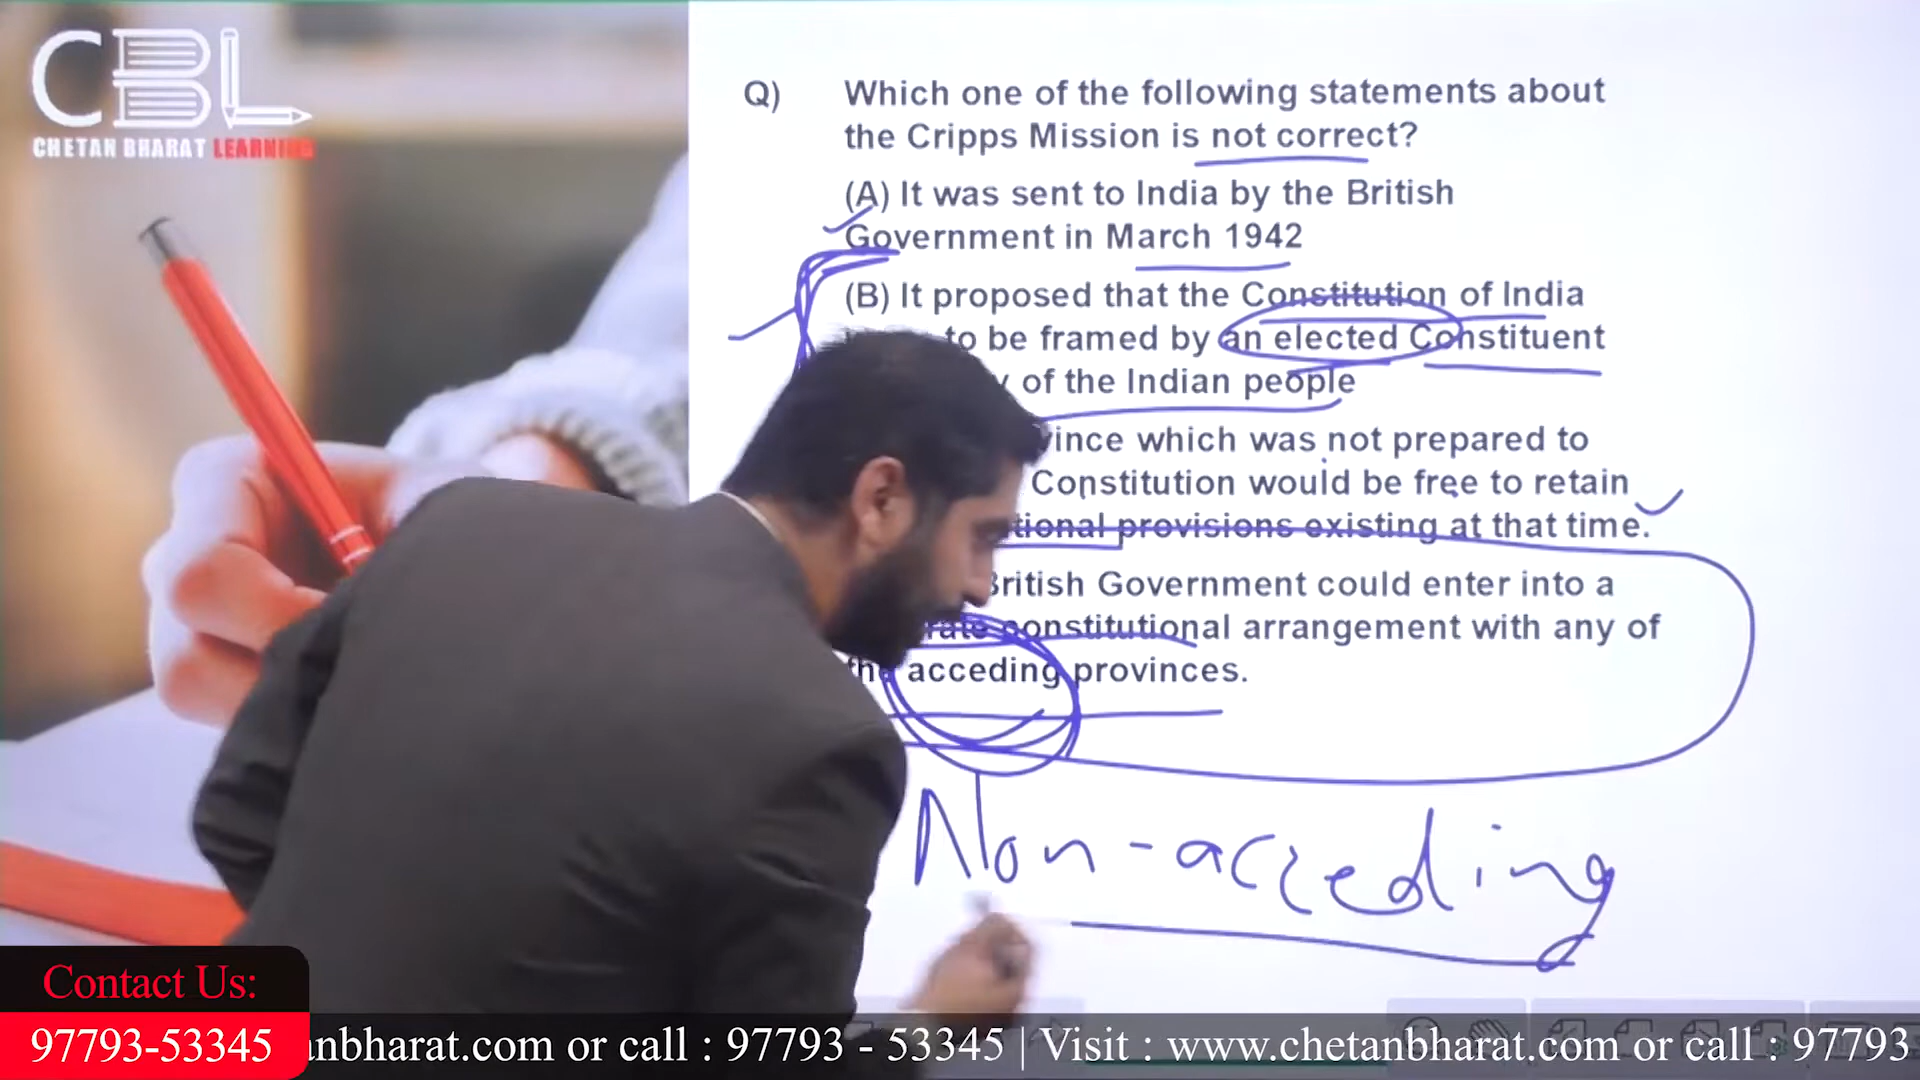 CBL
CHETAN BHARAT LEARNING
Q) Which one of the following statements about
the Cripps Mission is not correct?
(A) It was sent to India by the British
Government in March 1942
(B) It proposed that the Constitution of India
to be framed by an elected Constituent
of the Indian people
which was not prepared to
Constitution would be free to retain
provisions existing at that time.
British Government could enter into a
constitutional arrangement with any of
acceding provinces.
Non-acceding
Contact Us:
97793-53345
anbharat.com or call : 97793 - 53345 | Visit : www.chetanbharat.com or call : 97793